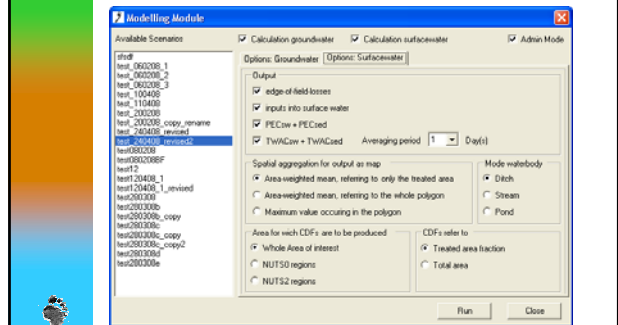 Modelling Module
Available Scenarios
Calculation groundwater
Calculation surfacewater
Admin Mode
sfsdf
test_060208_1
test_060208_2
test_060208_3
test_100408
test_110408
test_200208
test_200208_copy_rename
test_240408_revised
test_240408_revised2
test080208
test080208BF
test12
test120408_1
test120408_1_revised
test280308
test280308b
test280308b_copy
test280308c
test280308c_copy
test280308c_copy2
test280308d
test280308e
Options: Groundwater
Options: Surfacewater
Output
edge-of-field-losses
inputs into surface water
PECsw + PECsed
TWACsw + TWACsed
Averaging period
1
Day(s)
Spatial aggregation for output as map
Area-weighted mean, referring to only the treated area
Area-weighted mean, referring to the whole polygon
Maximum value occuring in the polygon
Mode waterbody
Ditch
Stream
Pond
Area for wich CDFs are to be produced
Whole Area of interest
NUTS0 regions
NUTS2 regions
CDFs refer to
Treated area fraction
Total area
Run
Close